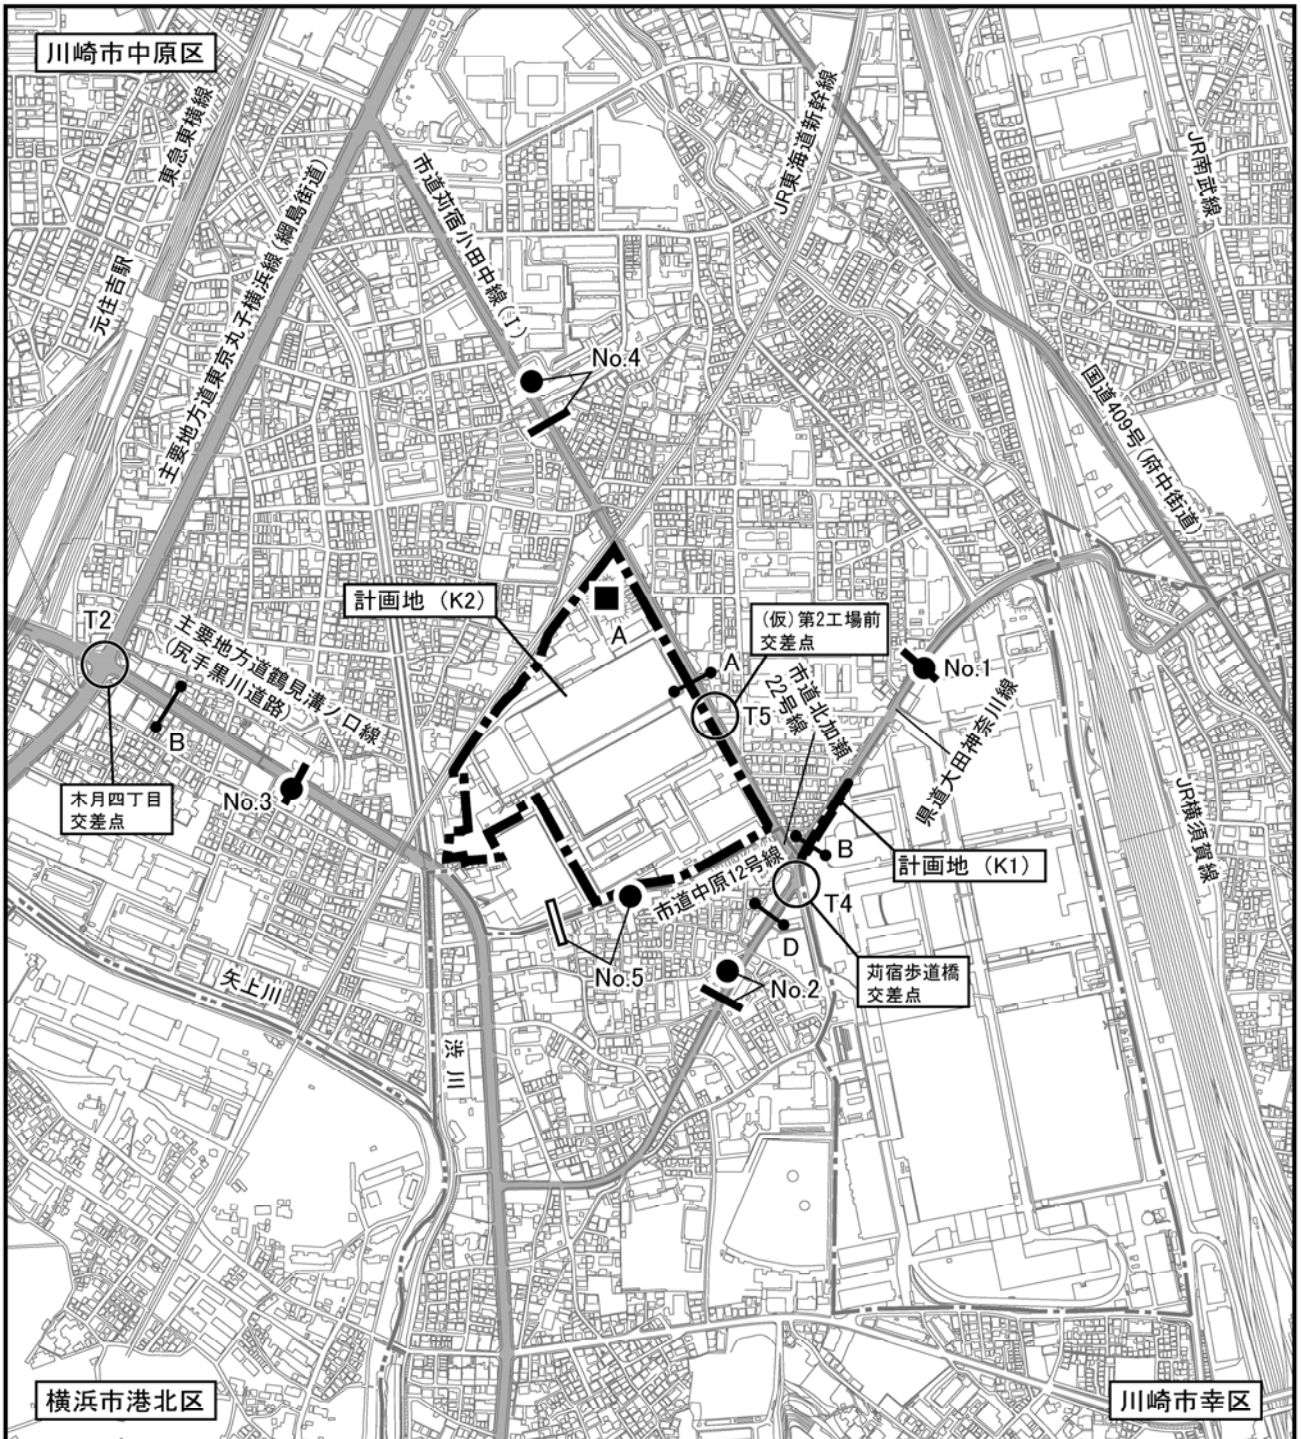 川崎市中原区
東急東横線
元住吉駅
主要地方道東京丸子横浜線(綱島街道)
市道苅宿小田中線(Ⅰ)
JR東海道新幹線
JR南武線
国道409号(府中街道)
No.4
計画地（K2）
A
(仮)第2工場前
交差点
A
T5
市道北加瀬
22号線
No.1
県道大田神奈川線
T2
主要地方道鶴見溝ノ口線
(尻手黒川道路)
B
木月四丁目
交差点
No.3
B
計画地（K1）
JR横須賀線
市道中原12号線
T4
D
苅宿歩道橋
交差点
No.5
No.2
矢上川
渋川
横浜市港北区
川崎市幸区